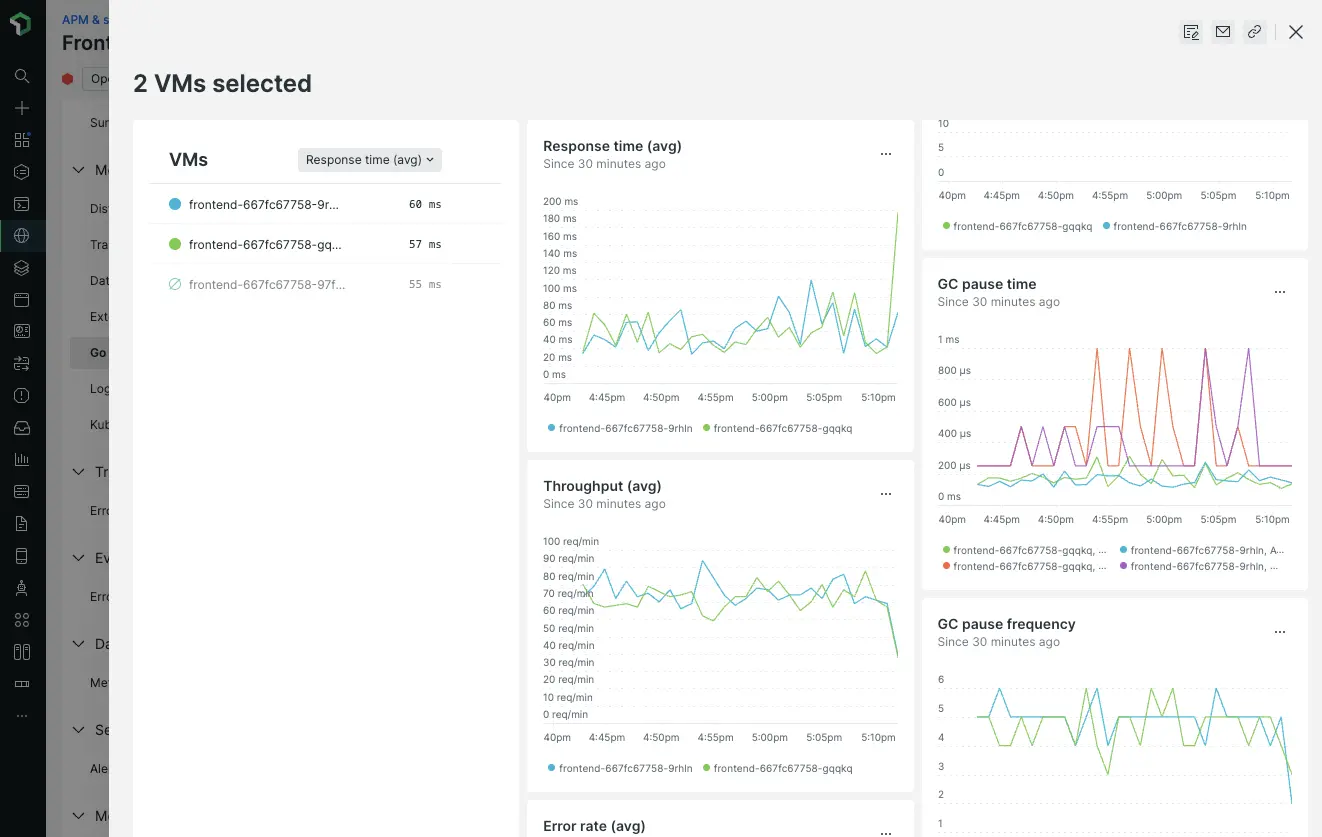 APM & s
Front
Ope
Sum
Mo
Dist
Tra
Dat
Exte
Go
Log
Kub
Tr
Erro
Ev
Erro
Da
Met
Se
Ale
Mo
2 VMs selected
VMs
Response time (avg)
frontend-667fc67758-9r... 60 ms
frontend-667fc67758-gq... 57 ms
frontend-667fc67758-97f... 55 ms
Response time (avg)
...
Since 30 minutes ago
200 ms
180 ms
160 ms
140 ms
120 ms
100 ms
80 ms
60 ms
40 ms
20 ms
0 ms
40pm 4:45pm 4:50pm 4:55pm 5:00pm 5:05pm 5:10pm
frontend-667fc67758-9rhln frontend-667fc67758-gqqkq
Throughput (avg)
...
Since 30 minutes ago
100 req/min
90 req/min
80 req/min
70 req/min
60 req/min
50 req/min
40 req/min
30 req/min
20 req/min
10 req/min
0 req/min
40pm 4:45pm 4:50pm 4:55pm 5:00pm 5:05pm 5:10pm
frontend-667fc67758-9rhln frontend-667fc67758-gqqkq
Error rate (avg)
...
10
5
0
40pm 4:45pm 4:50pm 4:55pm 5:00pm 5:05pm 5:10pm
frontend-667fc67758-gqqkq frontend-667fc67758-9rhln
GC pause time
...
Since 30 minutes ago
1 ms
800 µs
600 µs
400 µs
200 µs
0 ms
40pm 4:45pm 4:50pm 4:55pm 5:00pm 5:05pm 5:10pm
frontend-667fc67758-gqqkq, ... frontend-667fc67758-9rhln, A...
frontend-667fc67758-gqqkq, ... frontend-667fc67758-9rhln, ...
GC pause frequency
...
Since 30 minutes ago
6
5
4
3
2
1